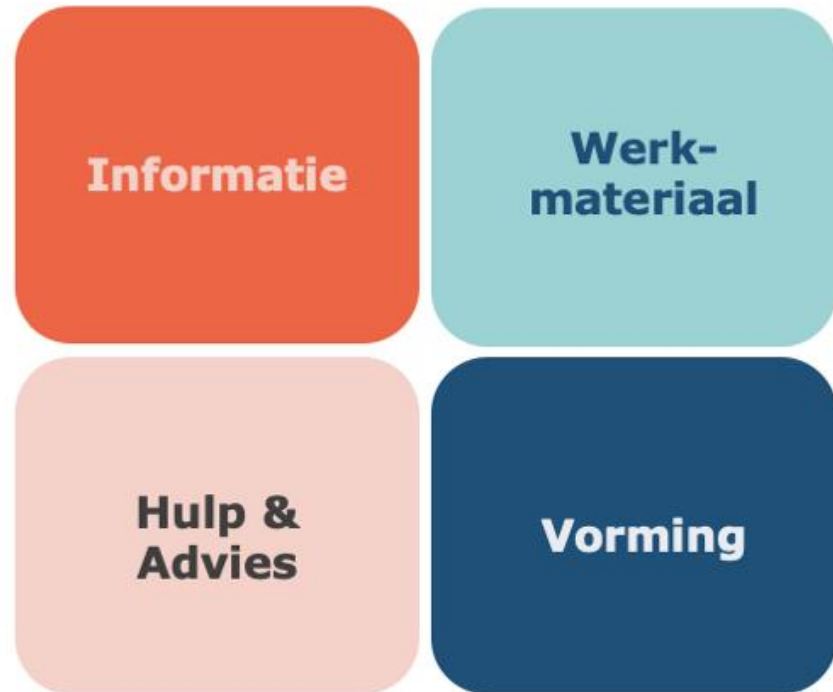 Informatie
Werk-
materiaal
Hulp &
Advies
Vorming